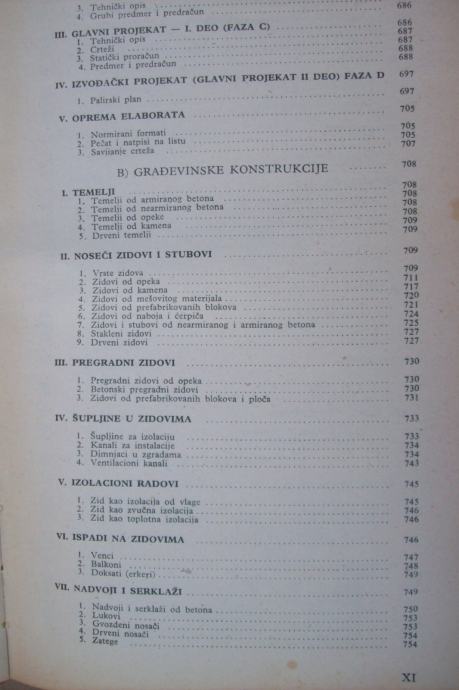 3. Tehnički opis 686
4. Grubi predmer i predračun
III. GLAVNI PROJEKAT — I. DEO (FAZA C) 686
1. Tehnički opis 687
2. Crteži 687
3. Statički proračun 688
4. Predmer i predračun 688
IV. IZVOĐAČKI PROJEKAT (GLAVNI PROJEKAT II DEO) FAZA D 697
1. Palirski plan 697
V. OPREMA ELABORATA 705
1. Normirani formati 705
2. Pečat i natpisi na listu 705
3. Savijanje crteža 707
B) GRAĐEVINSKE KONSTRUKCIJE 708
I. TEMELJI 708
1. Temelji od armiranog betona 708
2. Temelji od nearmiranog betona 708
3. Temelji od opeke 708
4. Temelji od kamena 709
5. Drveni temelji 709
II. NOSEĆI ZIDOVI I STUBOVI 709
1. Vrste zidova 709
2. Zidovi od opeka 711
3. Zidovi od kamena 717
4. Zidovi od mešovitog materijala 720
5. Zidovi od prefabrikovanih blokova 721
6. Zidovi od naboja i ćerpiča 724
7. Zidovi i stubovi od nearmiranog i armiranog betona 725
8. Stakleni zidovi 727
9. Drveni zidovi 727
III. PREGRADNI ZIDOVI 730
1. Pregradni zidovi od opeka 730
2. Betonski pregradni zidovi 730
3. Zidovi od prefabrikovanih blokova i ploča 731
IV. ŠUPLJINE U ZIDOVIMA 733
1. Šupljine za izolaciju 733
2. Kanali za instalacije 734
3. Dimnjaci u zgradama 734
4. Ventilacioni kanali 743
V. IZOLACIONI RADOVI 745
1. Zid kao izolacija od vlage 745
2. Zid kao zvučna izolacija 746
3. Zid kao toplotna izolacija 746
VI. ISPADI NA ZIDOVIMA 746
1. Venci 747
2. Balkoni 748
3. Doksati (erkeri) 749
VII. NADVOJI I SERKLAŽI 749
1. Nadvoji i serklaži od betona 750
2. Lukovi 753
3. Gvozdeni nosači 753
4. Drveni nosači 754
5. Zatege 754
XI